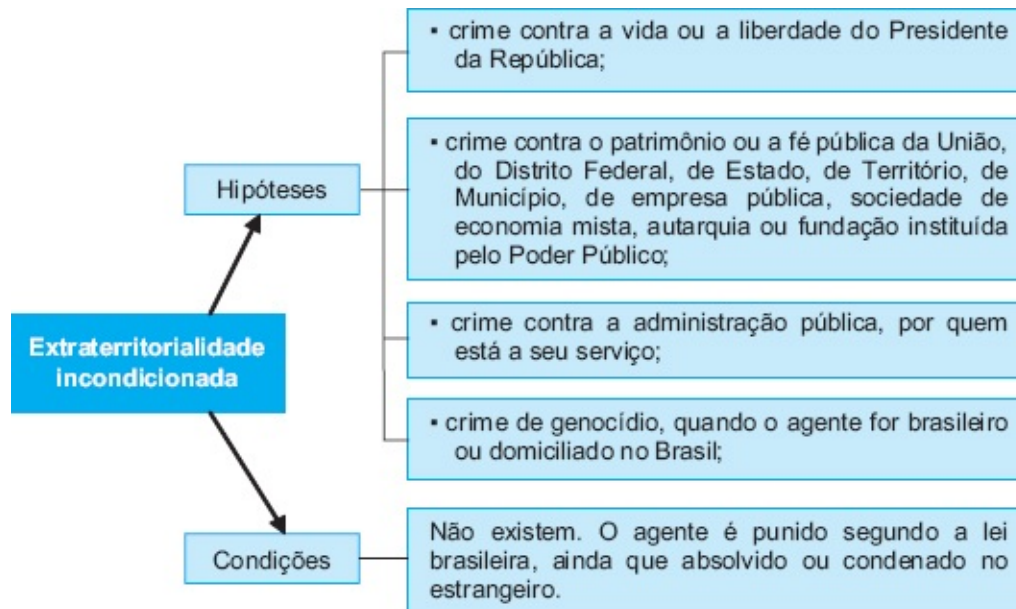 ▪ crime contra a vida ou a liberdade do Presidente
da República;
▪ crime contra o patrimônio ou a fé pública da União,
do Distrito Federal, de Estado, de Território, de
Município, de empresa pública, sociedade de
economia mista, autarquia ou fundação instituída
pelo Poder Público;
Hipóteses
▪ crime contra a administração pública, por quem
está a seu serviço;
Extraterritorialidade
incondicionada
▪ crime de genocídio, quando o agente for brasileiro
ou domiciliado no Brasil;
Condições
Não existem. O agente é punido segundo a lei
brasileira, ainda que absolvido ou condenado no
estrangeiro.